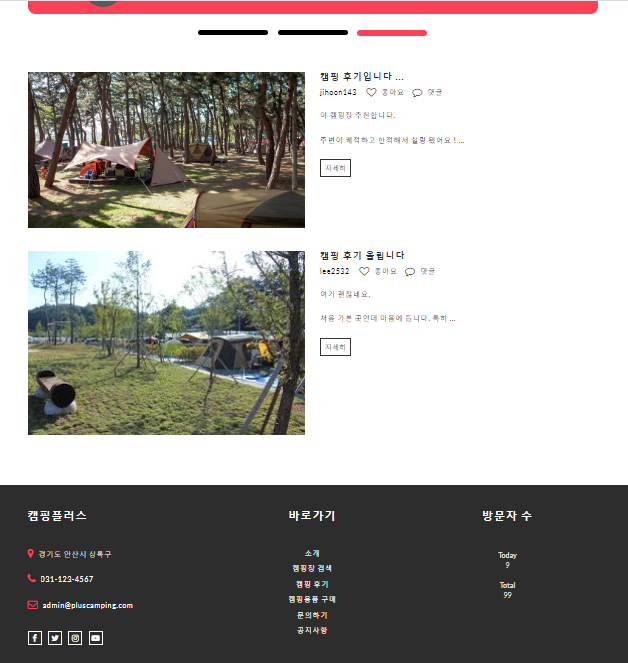 캠핑 후기입니다 ...
jihoon143 좋아요 댓글
이 캠핑장 추천합니다.
주변이 쾌적하고 한적해서 힐링 됐어요 ! ...
자세히
캠핑 후기 올립니다
lee2532 좋아요 댓글
여기 괜찮네요.
처음 가본 곳인데 마음에 듭니다. 특히 ...
자세히
캠핑플러스
경기도 안산시 상록구
031-123-4567
admin@pluscamping.com
바로가기
소개
캠핑장 검색
캠핑 후기
캠핑용품 구매
문의하기
공지사항
방문자 수
Today
9
Total
99